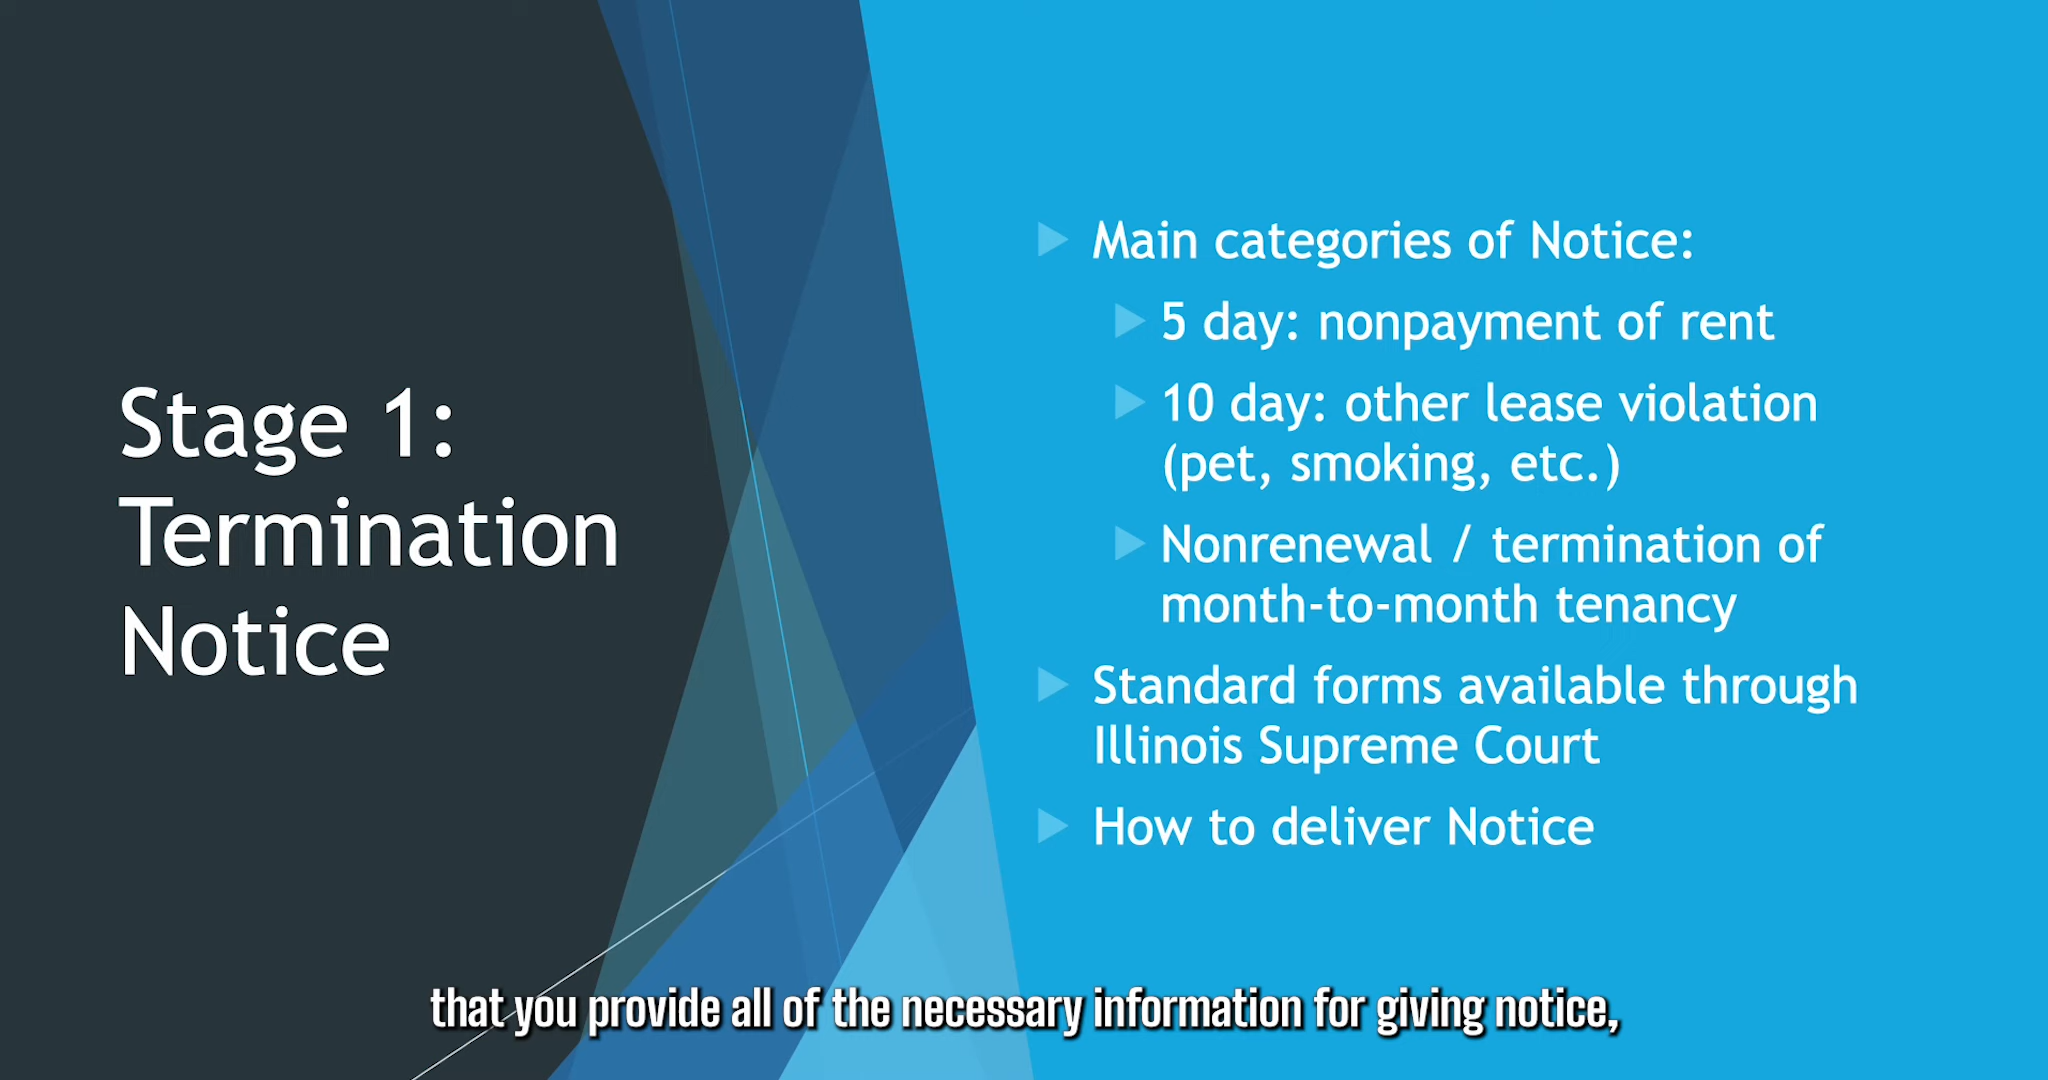 Stage 1:
Termination
Notice
Main categories of Notice:
5 day: nonpayment of rent
10 day: other lease violation
(pet, smoking, etc.)
Nonrenewal / termination of
month-to-month tenancy
Standard forms available through
Illinois Supreme Court
How to deliver Notice
that you provide all of the necessary information for giving notice,